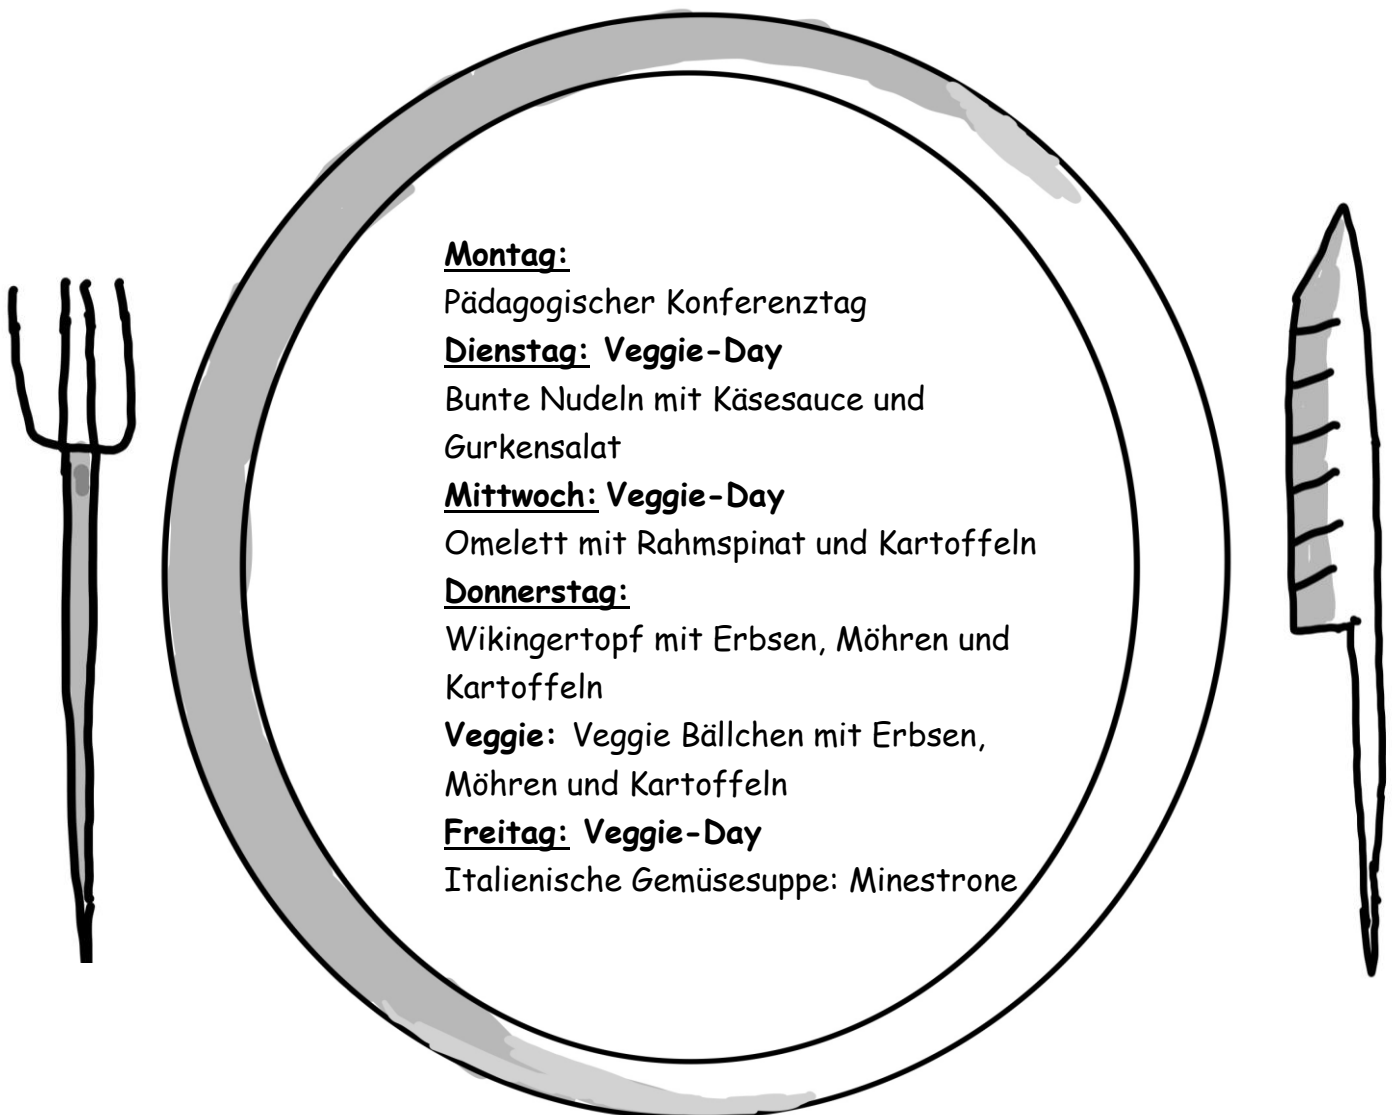 Montag:
Pädagogischer Konferenztag
Dienstag: Veggie-Day
Bunte Nudeln mit Käsesauce und
Gurkensalat
Mittwoch: Veggie-Day
Omelett mit Rahmspinat und Kartoffeln
Donnerstag:
Wikingertopf mit Erbsen, Möhren und
Kartoffeln
Veggie: Veggie Bällchen mit Erbsen,
Möhren und Kartoffeln
Freitag: Veggie-Day
Italienische Gemüsesuppe: Minestrone